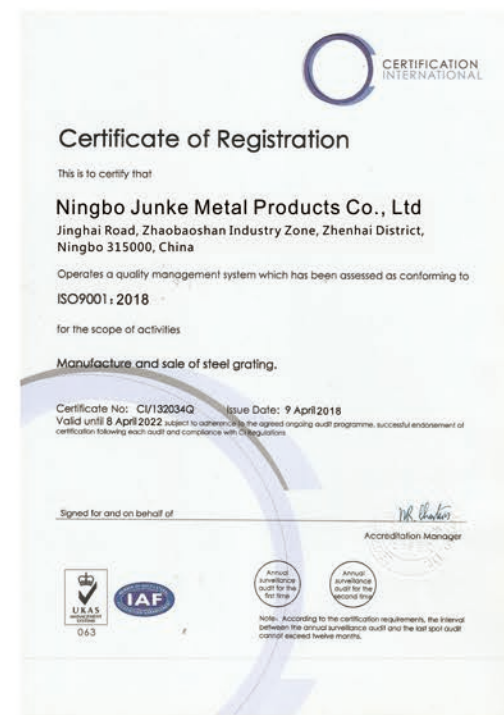 CERTIFICATION
INTERNATIONAL
Certificate of Registration
This is to certify that
Ningbo Junke Metal Products Co., Ltd
Jinghai Road, Zhaobaoshan Industry Zone, Zhenhai District,
Ningbo 315000, China
Operates a quality management system which has been assessed as conforming to
ISO9001:2018
for the scope of activities
Manufacture and sale of steel grating.
Certificate No: CI/132034Q Issue Date: 9 April 2018
Valid until 8 April 2022 subject to adherence to the agreed ongoing audit programme, successful endorsement of
certification following each audit and compliance with CI Regulations
Signed for and on behalf of
Accreditation Manager
UKAS
MANAGEMENT
SYSTEMS
063
IAF
Annual
surveillance
audit for the
first time
Annual
surveillance
audit for the
second time
Note: According to the certification requirements, the interval
between the annual surveillance audit and the last spot audit
cannot exceed twelve months.